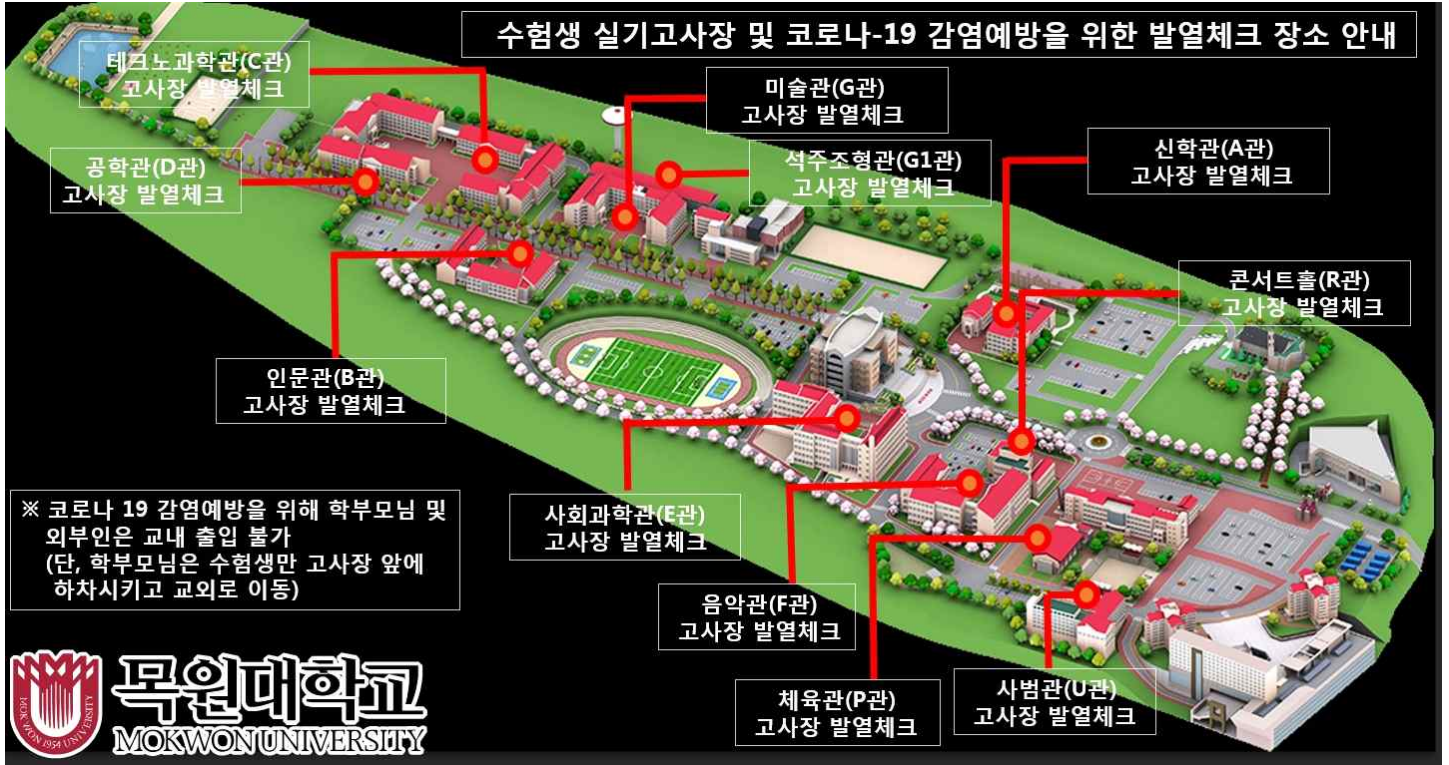 수험생 실기고사장 및 코로나-19 감염예방을 위한 발열체크 장소 안내
테크노과학관(C관)
고사장 발열체크
미술관(G관)
고사장 발열체크
공학관(D관)
고사장 발열체크
석주조형관(G1관)
고사장 발열체크
신학관(A관)
고사장 발열체크
콘서트홀(R관)
고사장 발열체크
인문관(B관)
고사장 발열체크
사회과학관(E관)
고사장 발열체크
음악관(F관)
고사장 발열체크
체육관(P관)
고사장 발열체크
사범관(U관)
고사장 발열체크
※ 코로나 19 감염예방을 위해 학부모님 및
외부인은 교내 출입 불가
(단, 학부모님은 수험생만 고사장 앞에
하차시키고 교외로 이동)
MOK-WON 1954 UNIVERSITY
목원대학교
MOKWON UNIVERSITY